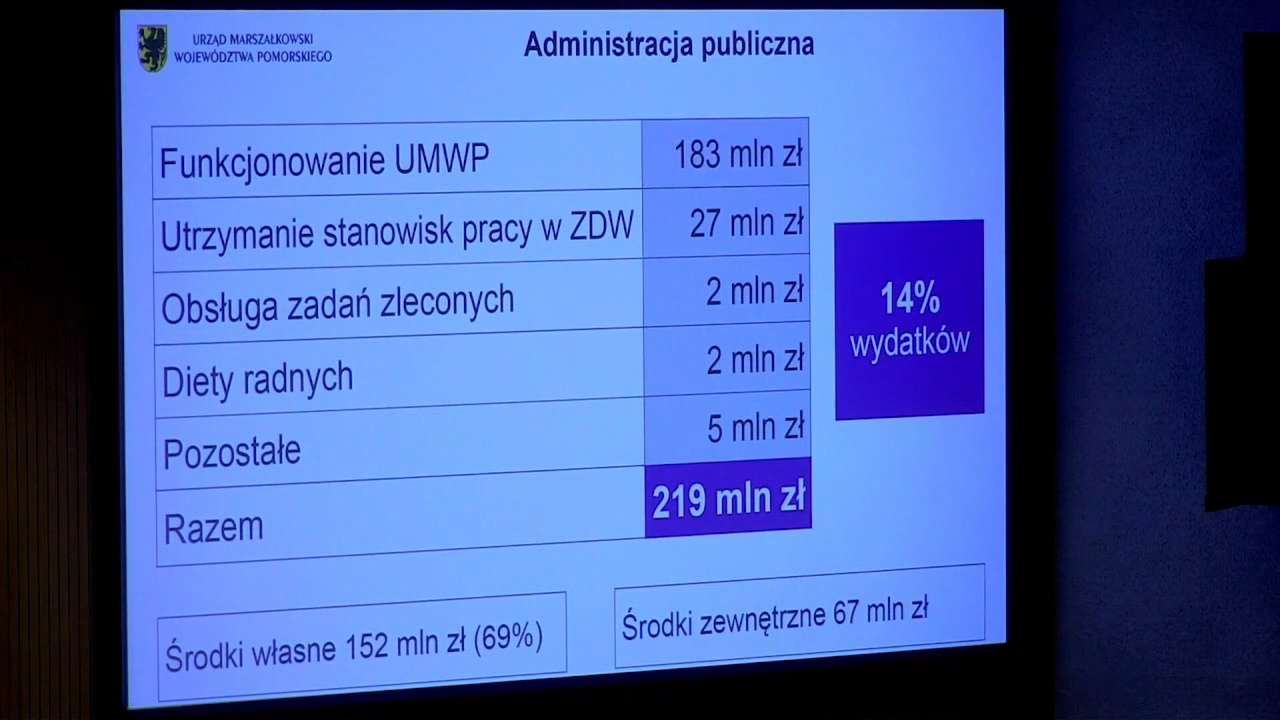 URZĄD MARSZAŁKOWSKI
WOJEWÓDZTWA POMORSKIEGO
Administracja publiczna
Funkcjonowanie UMWP 183 mln zł
Utrzymanie stanowisk pracy w ZDW 27 mln zł
Obsługa zadań zleconych 2 mln zł
Diety radnych 2 mln zł
Pozostałe 5 mln zł
Razem 219 mln zł
14%
wydatków
Środki własne 152 mln zł (69%)
Środki zewnętrzne 67 mln zł